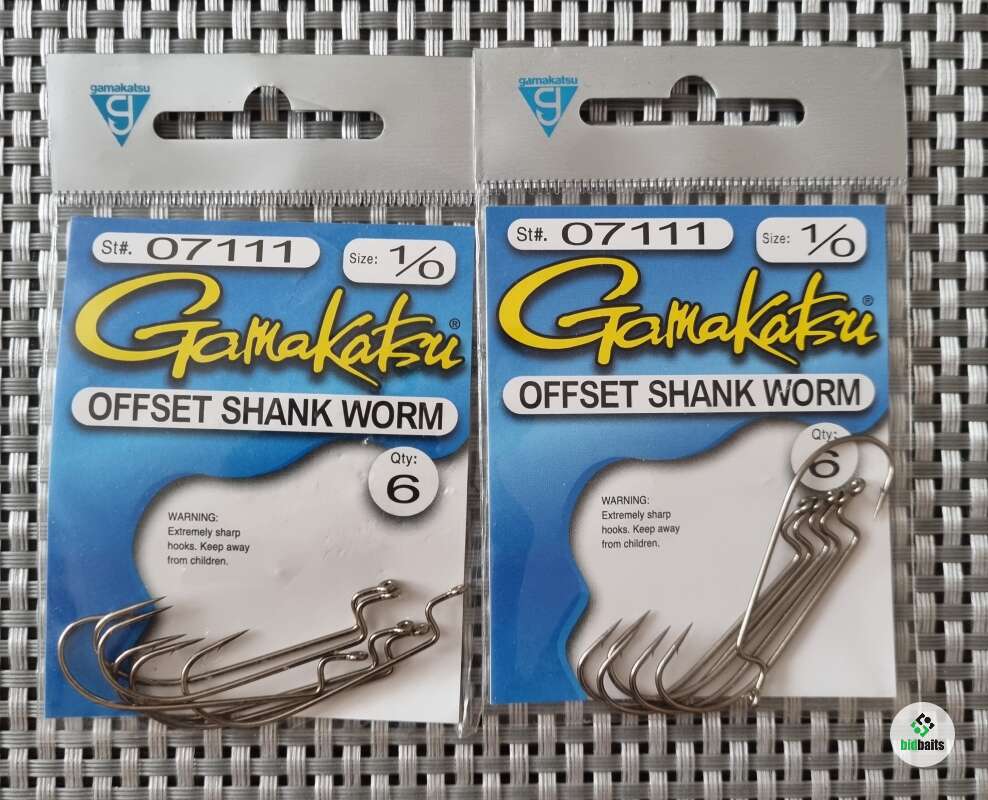 gamakatsu
g
St#. 07111
Size: 1/0
Gamakatsu®
OFFSET SHANK WORM
Qty:
6
WARNING:
Extremely sharp
hooks. Keep away
from children.
gamakatsu
g
St#. 07111
Size: 1/0
Gamakatsu®
OFFSET SHANK WORM
Qty:
6
WARNING:
Extremely sharp
hooks. Keep away
from children.
bidbaits